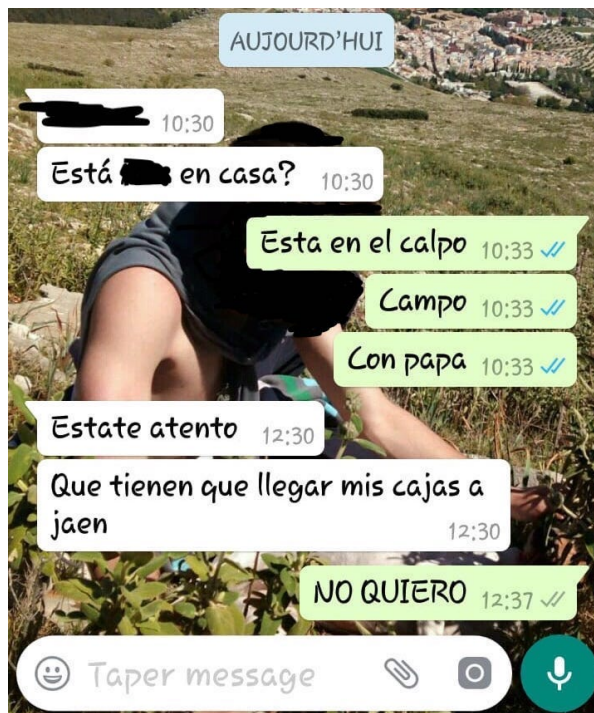 AUJOURD'HUI
10:30
Está en casa? 10:30
Esta en el calpo 10:33
Campo 10:33
Con papa 10:33
Estate atento 12:30
Que tienen que llegar mis cajas a
jaen 12:30
NO QUIERO 12:37
Taper message